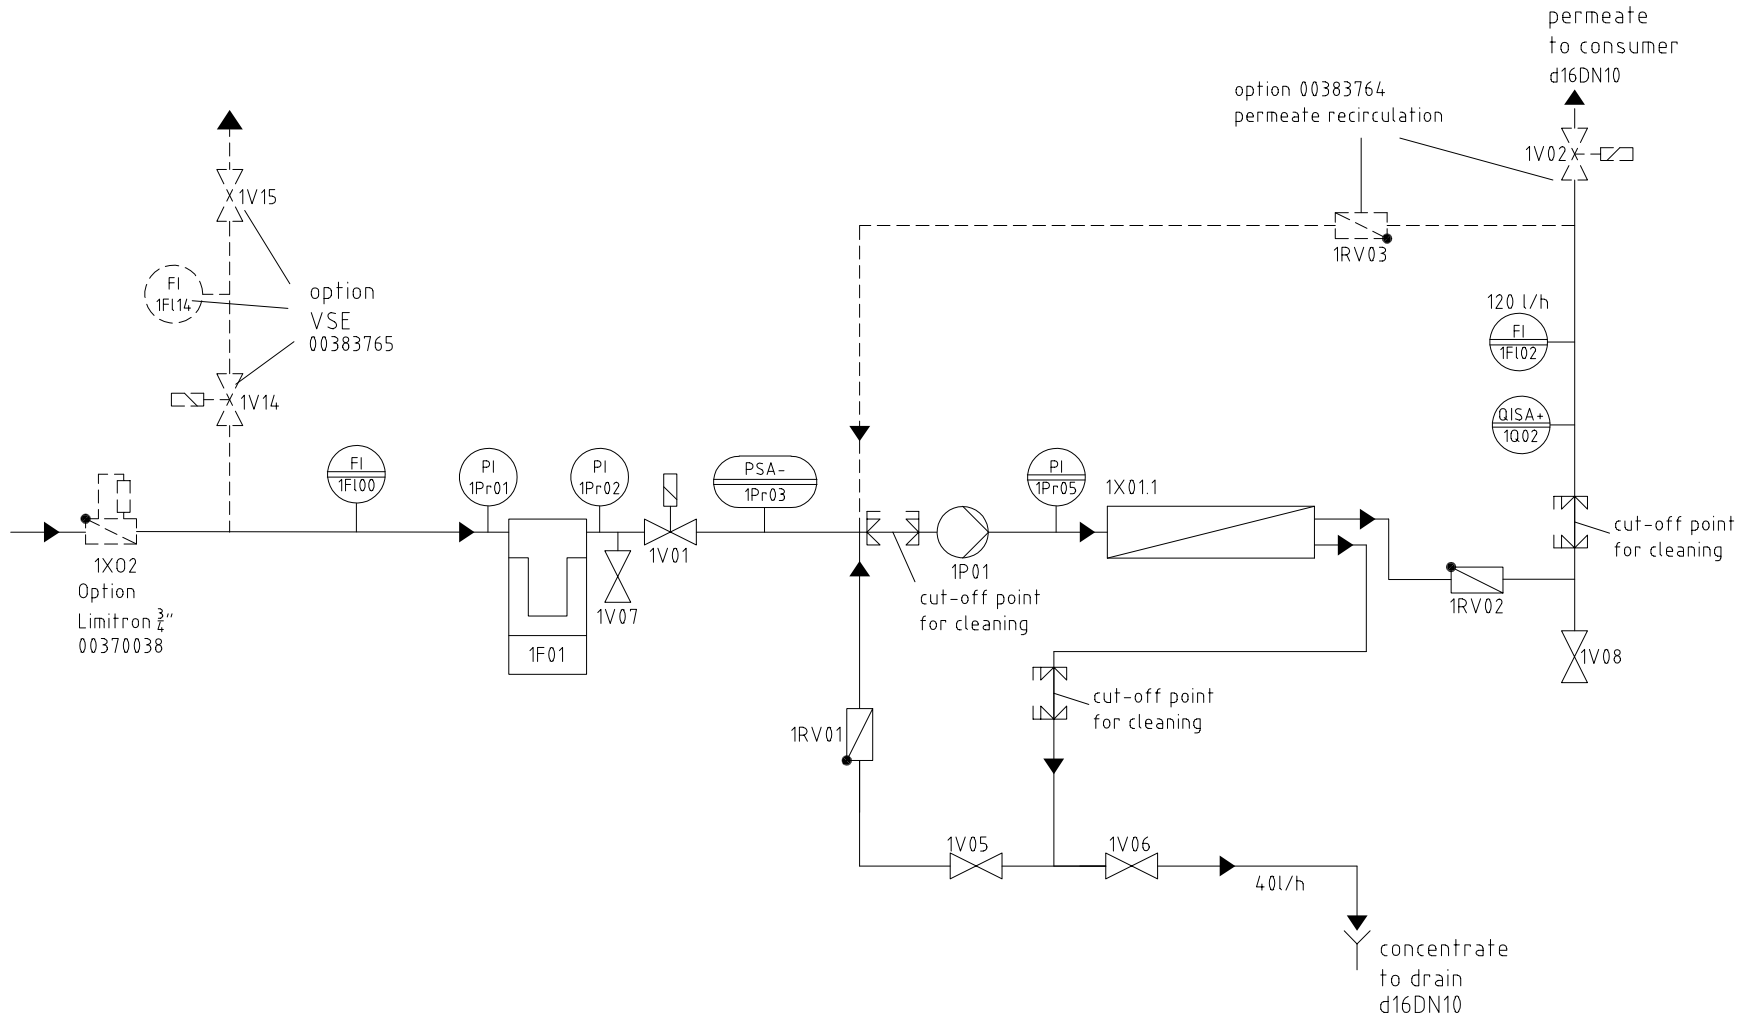 permeate
to consumer
d16DN10
option 00383764
permeate recirculation
1V02
1V15
1RV03
FI
1Fl14
option
VSE
00383765
120 l/h
FI
1Fl02
1V14
QISA+
1Q02
FI
1Fl00
PI
1Pr01
PI
1Pr02
PSA-
1Pr03
PI
1Pr05
1X01.1
cut-off point
for cleaning
1X02
Option
Limitron ¾"
00370038
1V01
1P01
cut-off point
for cleaning
1V07
1RV02
1F01
1V08
cut-off point
for cleaning
1RV01
1V05
1V06
40l/h
concentrate
to drain
d16DN10